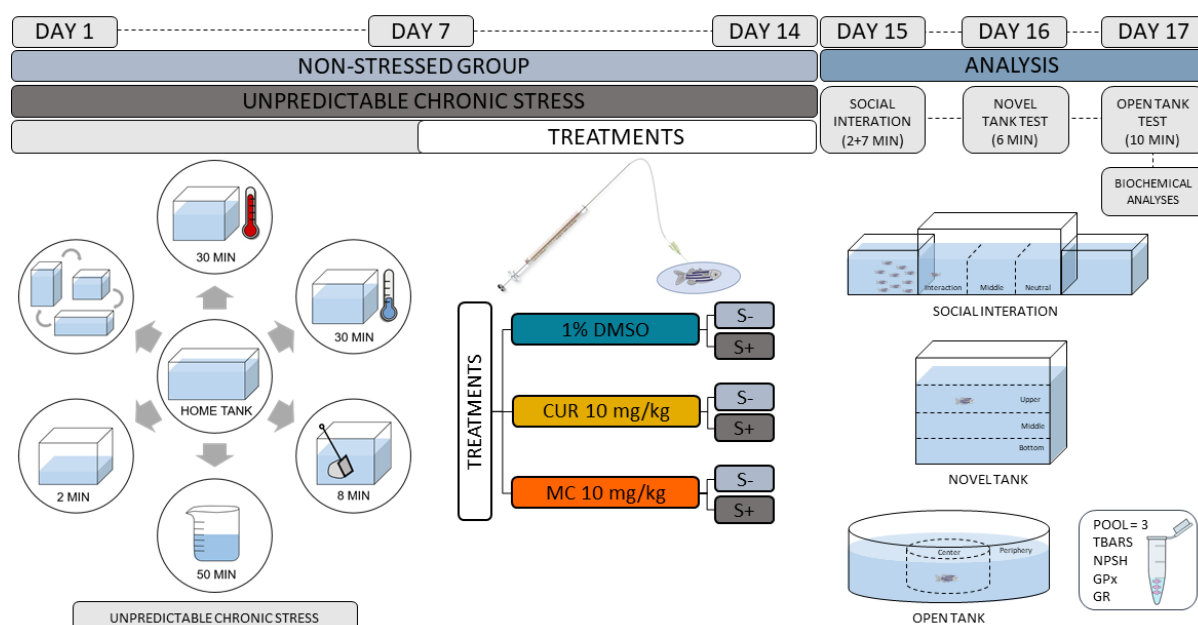 DAY 1
DAY 7
DAY 14
DAY 15
DAY 16
DAY 17
NON-STRESSED GROUP
ANALYSIS
UNPREDICTABLE CHRONIC STRESS
TREATMENTS
SOCIAL
INTERATION
(2+7 MIN)
NOVEL
TANK TEST
(6 MIN)
OPEN TANK
TEST
(10 MIN)
BIOCHEMICAL
ANALYSES
30 MIN
30 MIN
HOME TANK
2 MIN
8 MIN
50 MIN
UNPREDICTABLE CHRONIC STRESS
TREATMENTS
1% DMSO
S-
S+
CUR 10 mg/kg
S-
S+
MC 10 mg/kg
S-
S+
Interaction
Middle
Neutral
SOCIAL INTERATION
Upper
Middle
Bottom
NOVEL TANK
Center
Periphery
OPEN TANK
POOL = 3
TBARS
NPSH
GPx
GR